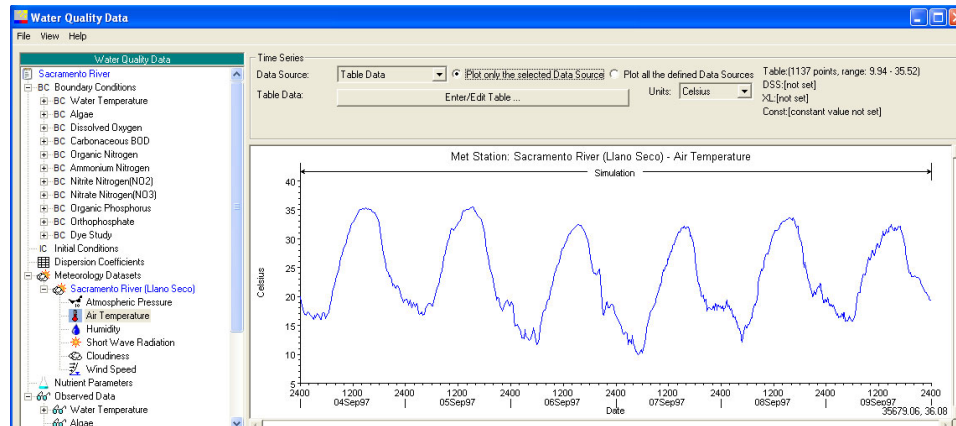 Water Quality Data
File View Help
Water Quality Data
Sacramento River
BC Boundary Conditions
BC Water Temperature
BC Algae
BC Dissolved Oxygen
BC Carbonaceous BOD
BC Organic Nitrogen
BC Ammonium Nitrogen
BC Nitrite Nitrogen(NO2)
BC Nitrate Nitrogen(NO3)
BC Organic Phosphorus
BC Orthophosphate
BC Dye Study
IC Initial Conditions
Dispersion Coefficients
Meteorology Datasets
Sacramento River (Llano Seco)
Atmospheric Pressure
Air Temperature
Humidity
Short Wave Radiation
Cloudiness
Wind Speed
Nutrient Parameters
Observed Data
Water Temperature
Algae
Time Series
Data Source: Table Data Plot only the selected Data Source Plot all the defined Data Sources
Table Data: Enter/Edit Table ... Units: Celsius
Table:(1137 points, range: 9.94 - 35.52)
DSS:[not set]
XL:[not set]
Const:[constant value not set]
Met Station: Sacramento River (Llano Seco) - Air Temperature
Simulation
40
35
30
25
20
15
10
5
Celsius
2400 1200 2400 1200 2400 1200 2400 1200 2400 1200 2400 1200 2400
04Sep97 05Sep97 06Sep97 07Sep97 08Sep97 09Sep97
Date
35679.06, 36.08